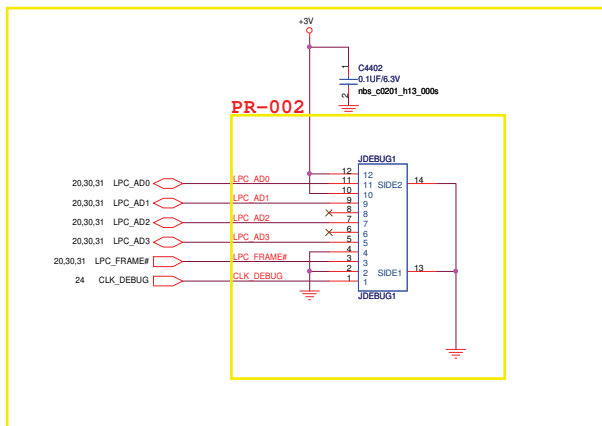 +3V
1
C4402
0.1UF/6.3V
2
nbs_c0201_h13_000s
PR-002
JDEBUG1
12 12
20,30,31 LPC_AD0 LPC_AD0 11 11 SIDE2 14
10 10
20,30,31 LPC_AD1 LPC_AD1 9 9
8 8
20,30,31 LPC_AD2 LPC_AD2 7 7
6 6
20,30,31 LPC_AD3 LPC_AD3 5 5
4 4
20,30,31 LPC_FRAME# LPC_FRAME# 3 3
2 2 SIDE1 13
24 CLK_DEBUG CLK_DEBUG 1 1
JDEBUG1